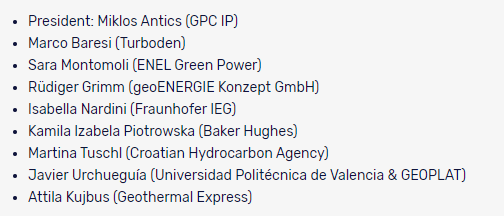 • President: Miklos Antics (GPC IP)
• Marco Baresi (Turboden)
• Sara Montomoli (ENEL Green Power)
• Rüdiger Grimm (geoENERGIE Konzept GmbH)
• Isabella Nardini (Fraunhofer IEG)
• Kamila Izabela Piotrowska (Baker Hughes)
• Martina Tuschl (Croatian Hydrocarbon Agency)
• Javier Urchueguía (Universidad Politécnica de Valencia & GEOPLAT)
• Attila Kujbus (Geothermal Express)